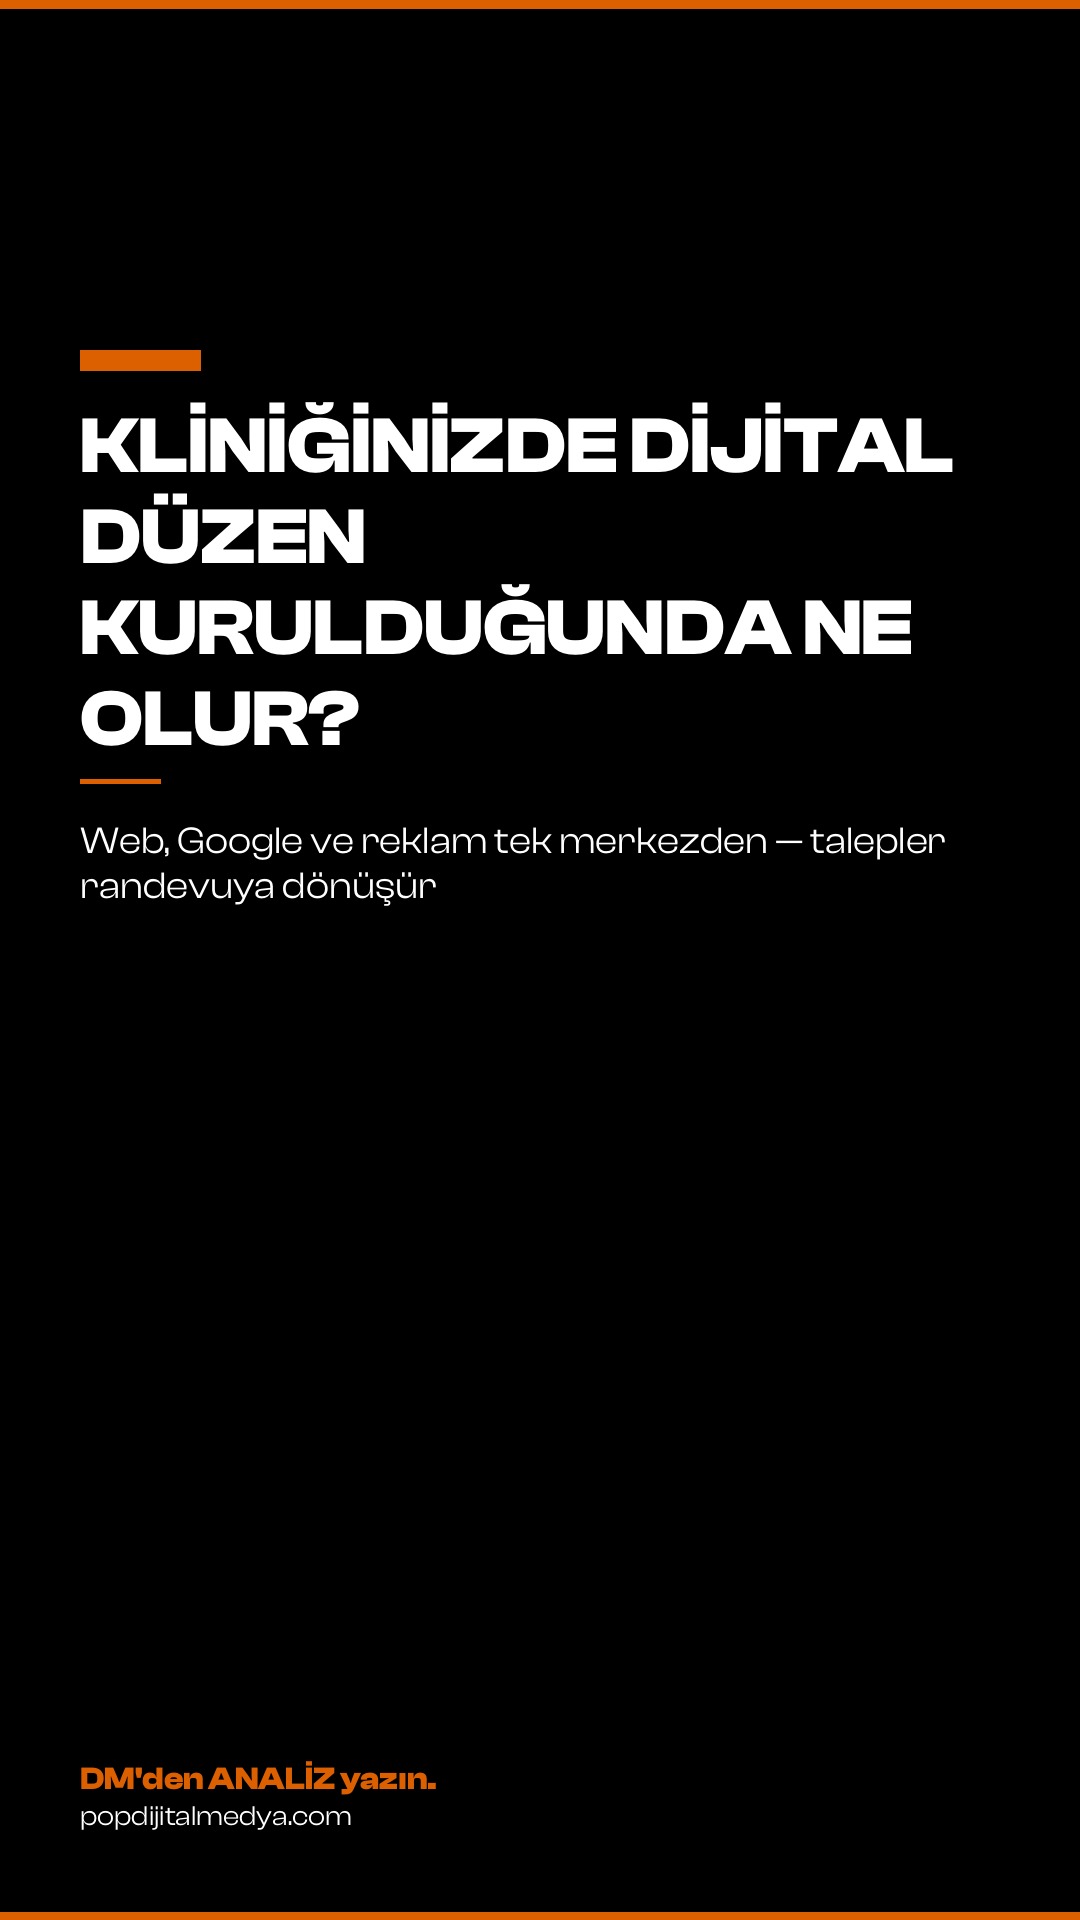 KLİNİĞİNİZDE DİJİTAL
DÜZEN
KURULDUĞUNDA NE
OLUR?
Web, Google ve reklam tek merkezden — talepler
randevuya dönüşür
DM'den ANALİZ yazın.
popdijitalmedya.com